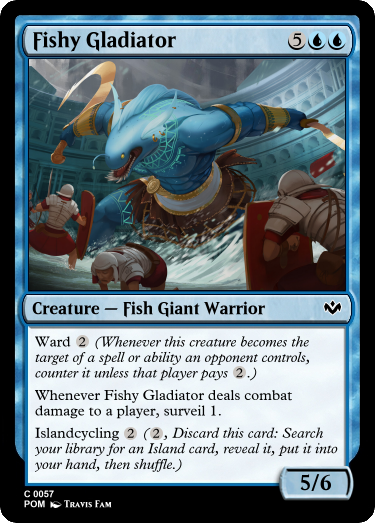 Fishy Gladiator 5
Creature — Fish Giant Warrior
Ward 2 (Whenever this creature becomes the
target of a spell or ability an opponent controls,
counter it unless that player pays 2.)
Whenever Fishy Gladiator deals combat
damage to a player, surveil 1.
Islandcycling 2 (2, Discard this card: Search
your library for an Island card, reveal it, put it into
your hand, then shuffle.)
5/6
C 0057
POM Travis Fam